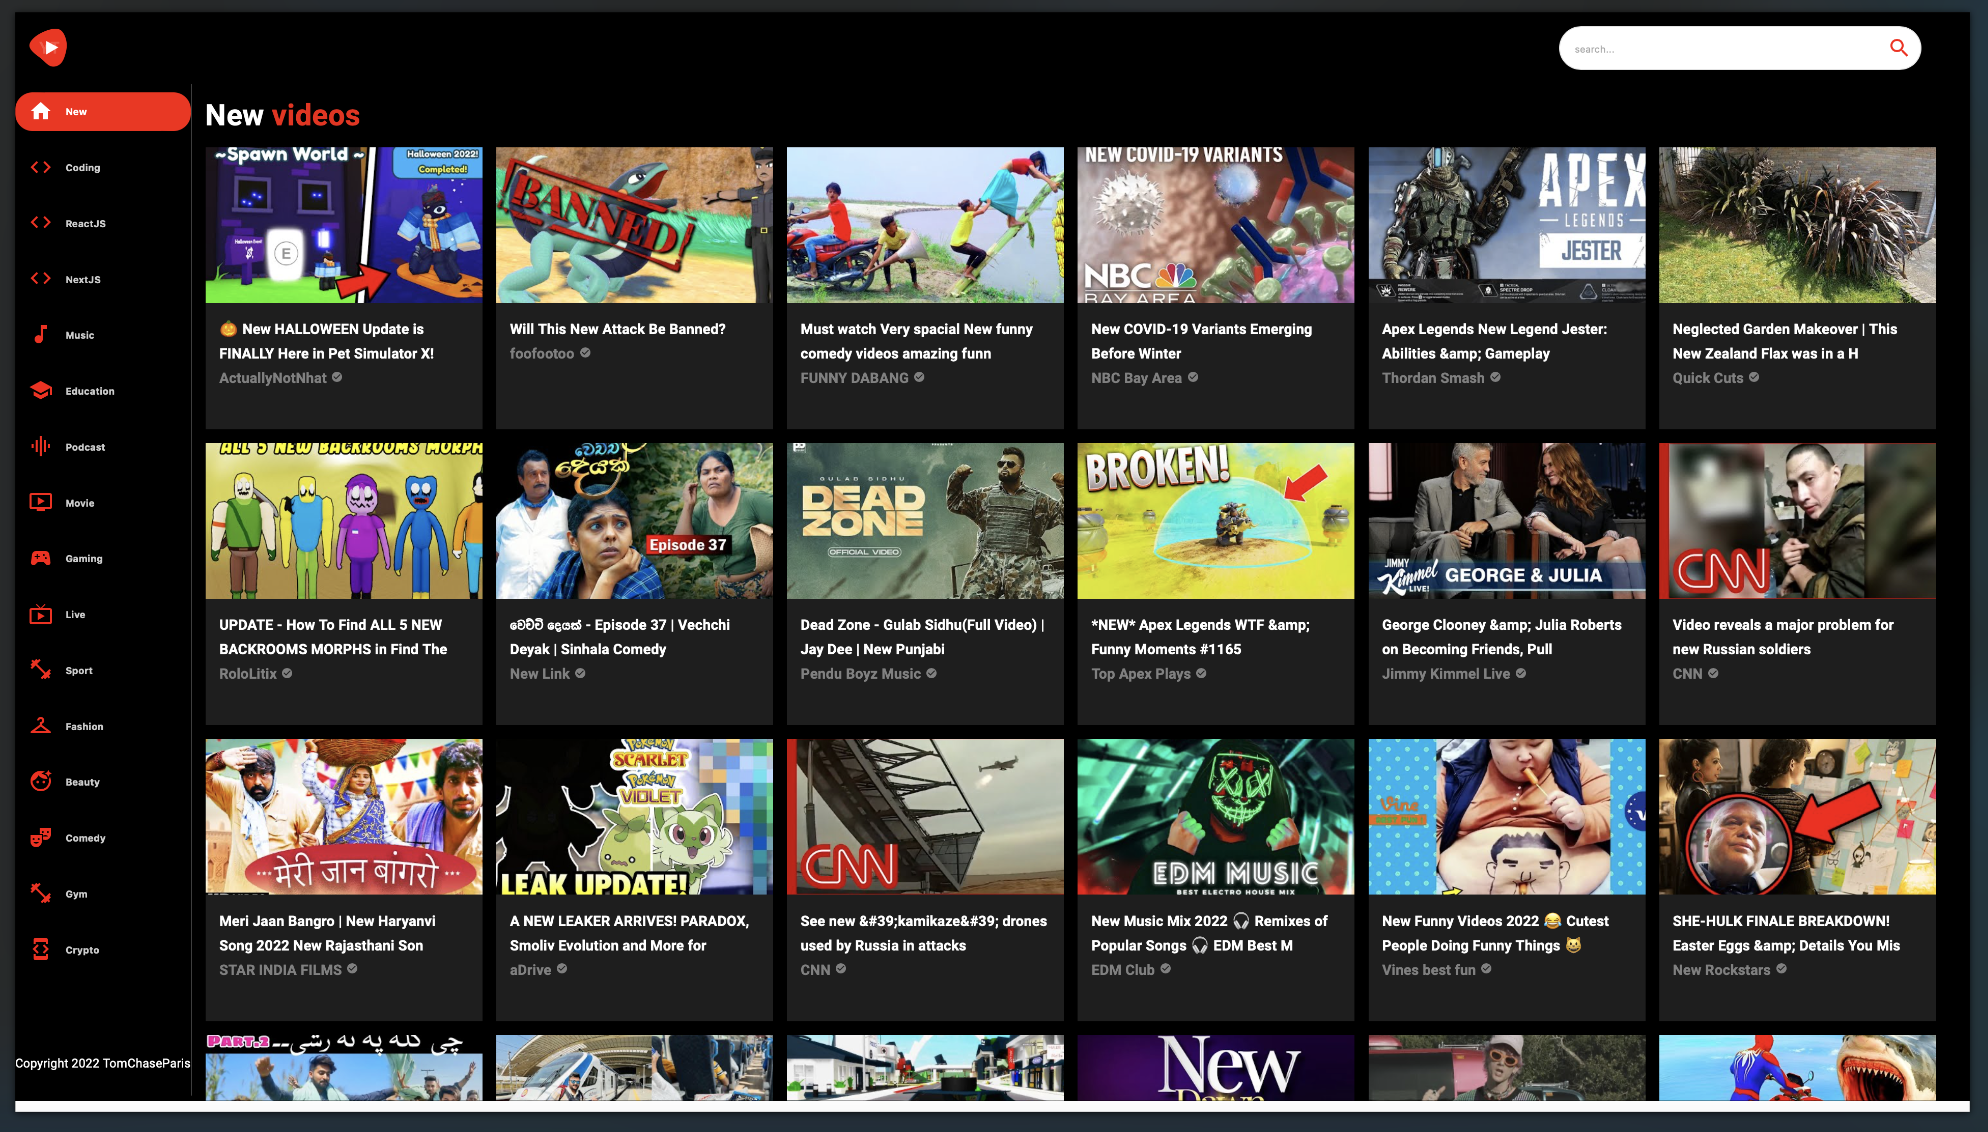 search...
New
Coding
ReactJS
NextJS
Music
Education
Podcast
Movie
Gaming
Live
Sport
Fashion
Beauty
Comedy
Gym
Crypto
Copyright 2022 TomChaseParis
New videos
~Spawn World ~
Halloween 2022!
Completed!
Halloween Event
E
🎃 New HALLOWEEN Update is
FINALLY Here in Pet Simulator X!
ActuallyNotNhat
BANNED!
Will This New Attack Be Banned?
foofootoo
Must watch Very spacial New funny
comedy videos amazing funn
FUNNY DABANG
NEW COVID-19 VARIANTS
NBC
BAY AREA
New COVID-19 Variants Emerging
Before Winter
NBC Bay Area
APEX
LEGENDS
JESTER
Apex Legends New Legend Jester:
Abilities &amp; Gameplay
Thordan Smash
Neglected Garden Makeover | This
New Zealand Flax was in a H
Quick Cuts
ALL 5 NEW BACKROOMS MORPH
UPDATE - How To Find ALL 5 NEW
BACKROOMS MORPHS in Find The
RoloLitix
දෙයක්
Episode 37
වෙච්චි දෙයක් - Episode 37 | Vechchi
Deyak | Sinhala Comedy
New Link
GULAB SIDHU
DEAD
ZONE
OFFICIAL VIDEO
Dead Zone - Gulab Sidhu(Full Video) |
Jay Dee | New Punjabi
Pendu Boyz Music
BROKEN!
*NEW* Apex Legends WTF &amp;
Funny Moments #1165
Top Apex Plays
JIMMY
Kimmel
LIVE!
GEORGE & JULIA
George Clooney &amp; Julia Roberts
on Becoming Friends, Pull
Jimmy Kimmel Live
CNN
Video reveals a major problem for
new Russian soldiers
CNN
मेरी जान बांगरो
Meri Jaan Bangro | New Haryanvi
Song 2022 New Rajasthani Son
STAR INDIA FILMS
POKéMON
SCARLET
POKéMON
VIOLET
LEAK UPDATE!
A NEW LEAKER ARRIVES! PARADOX,
Smoliv Evolution and More for
aDrive
CNN
See new &#39;kamikaze&#39; drones
used by Russia in attacks
CNN
EDM MUSIC
BEST ELECTRO HOUSE MIX
New Music Mix 2022 🎧 Remixes of
Popular Songs 🎧 EDM Best M
EDM Club
Vine
V
New Funny Videos 2022 😂 Cutest
People Doing Funny Things 😺
Vines best fun
SHE-HULK FINALE BREAKDOWN!
Easter Eggs &amp; Details You Mis
New Rockstars
PART.2
New
Dawn